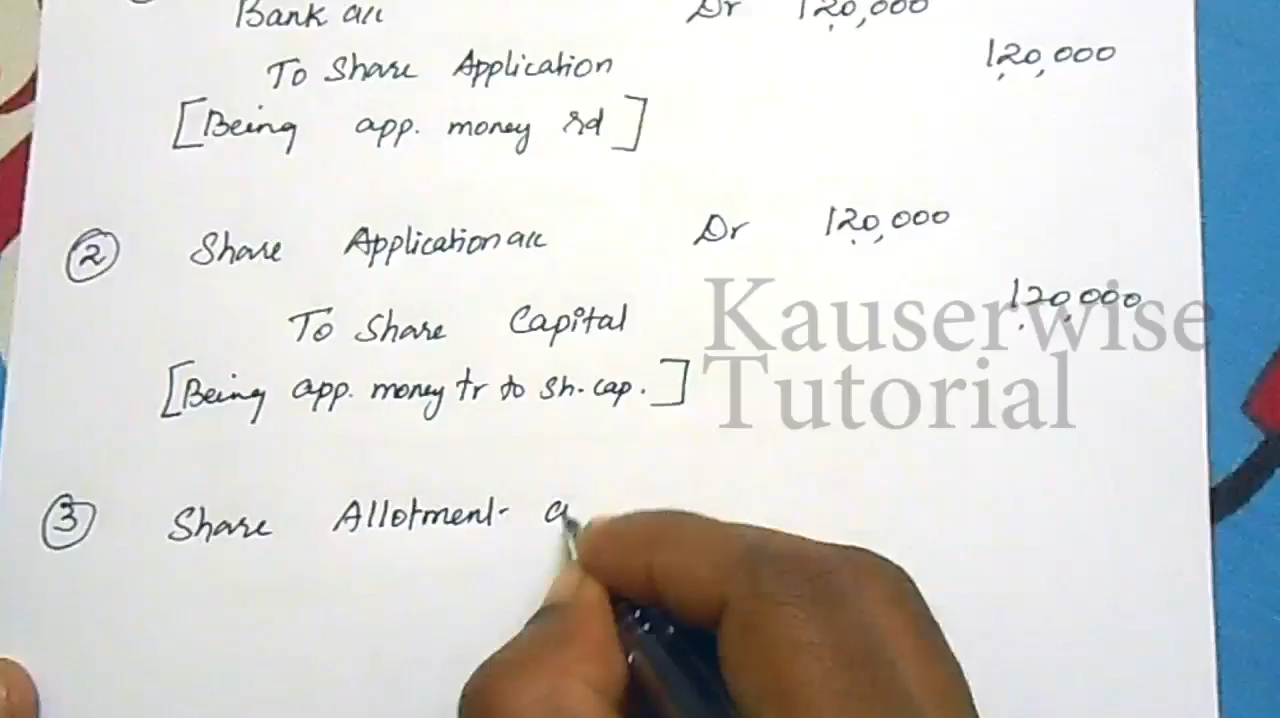 Bank a/c Dr 120,000
To Share Application 120,000
[Being app. money rd]
② Share Application a/c Dr 120,000
To Share Capital 120,000
[Being app. money tr to sh. cap.]
Kauserwise
Tutorial
③ Share Allotment a